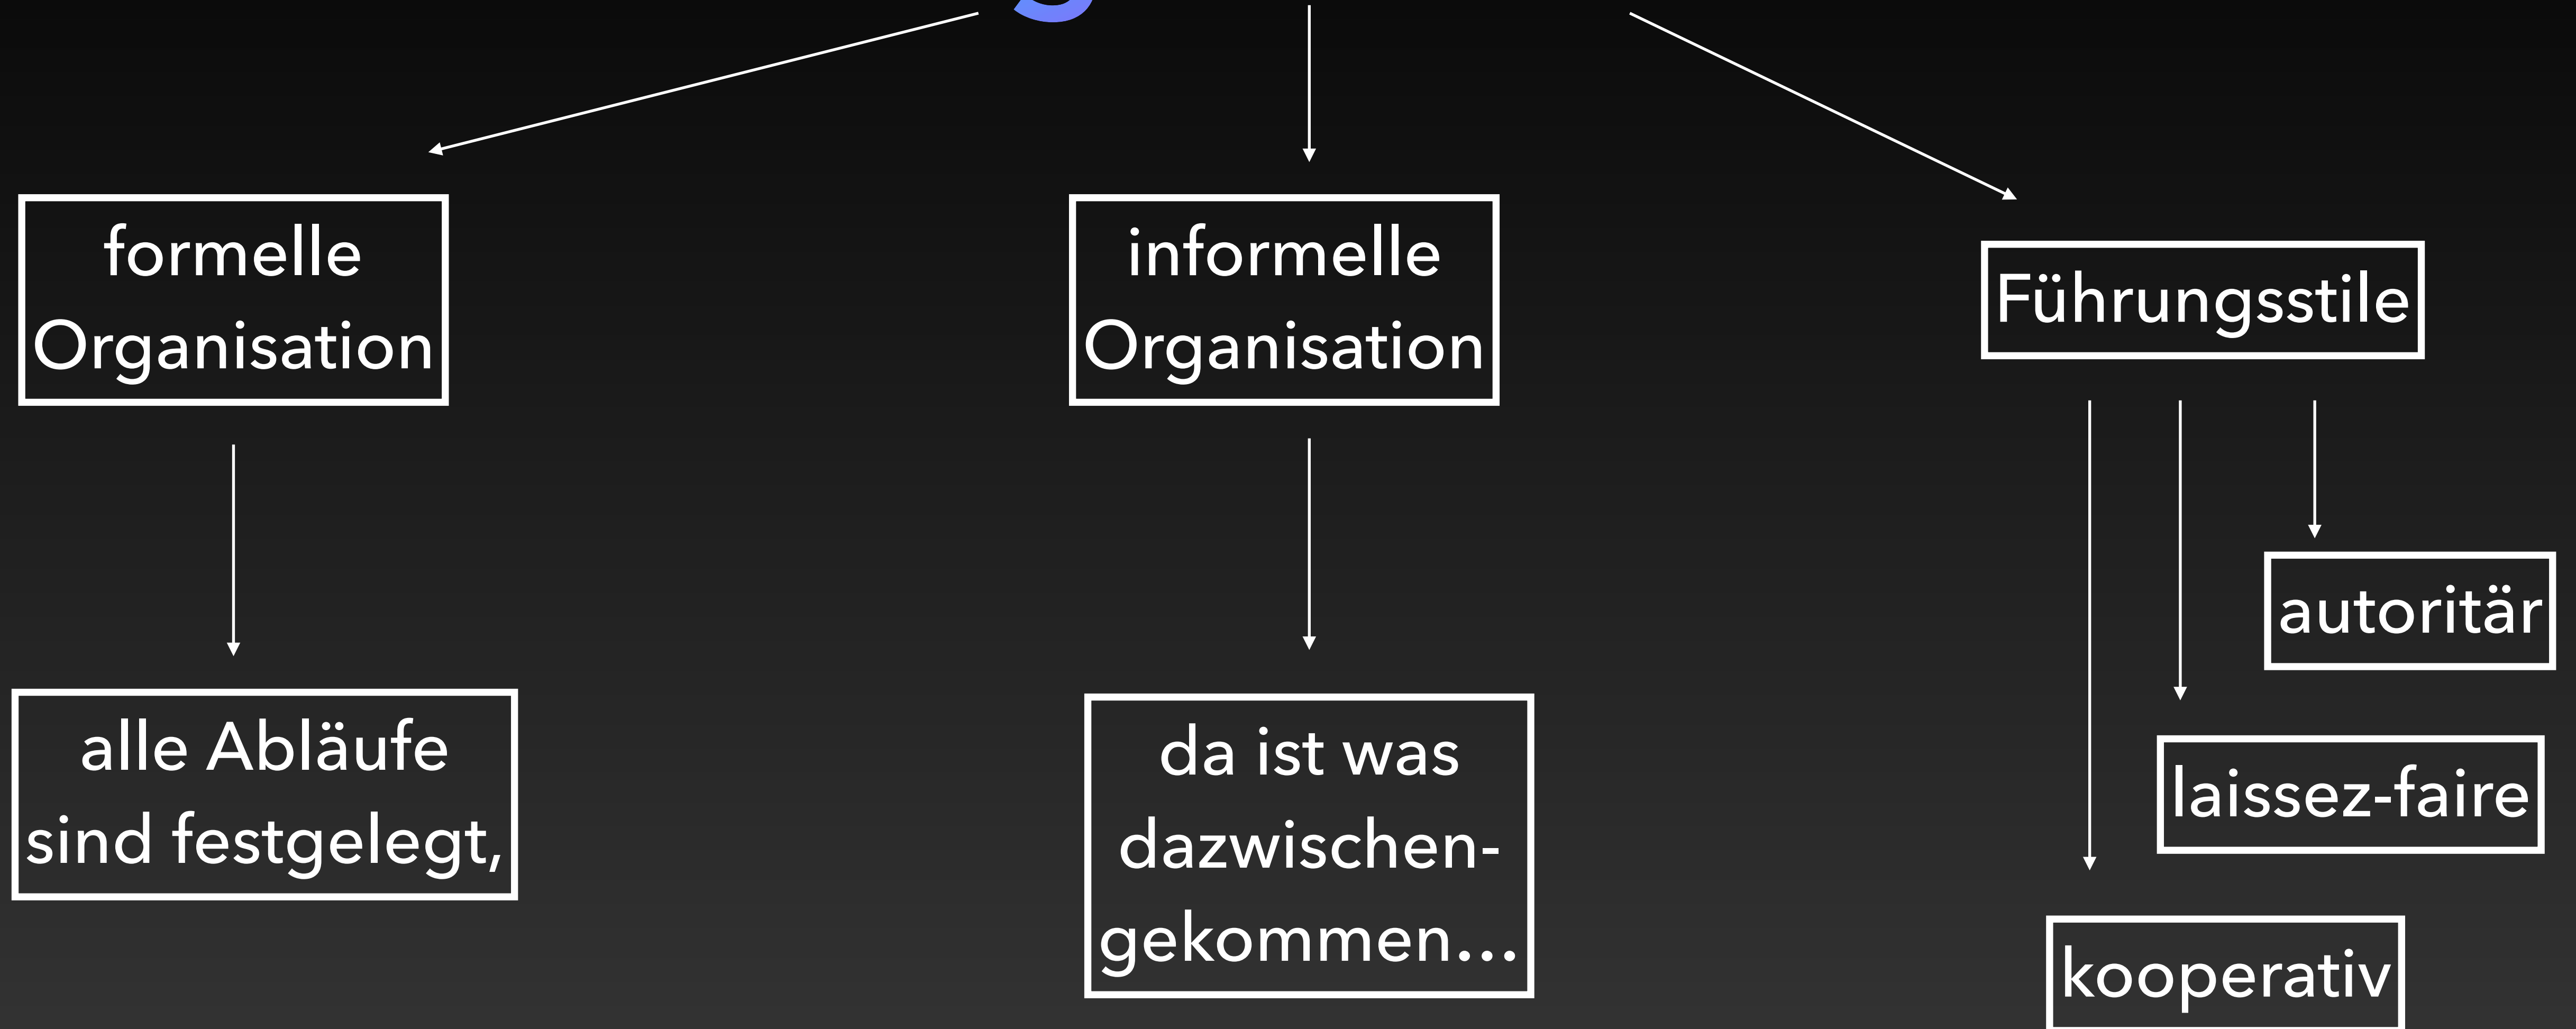 formelle
Organisation
informelle
Organisation
Führungsstile
alle Abläufe
sind festgelegt,
da ist was
dazwischen-
gekommen...
autoritär
laissez-faire
kooperativ